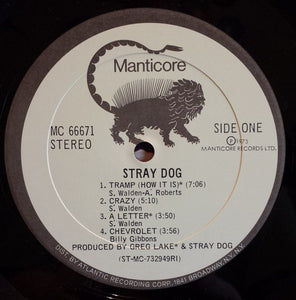 Manticore
MC 66671
STEREO
SIDE ONE
℗ 1973
MANTICORE RECORDS LTD.
STRAY DOG
1. TRAMP (HOW IT IS)* (7:06)
S. Walden-A. Roberts
2. CRAZY (5:10)
S. Walden
3. A LETTER* (3:50)
S. Walden
4. CHEVROLET (3:56)
Billy Gibbons
PRODUCED BY GREG LAKE* & STRAY DOG
(ST-MC-732949R1)
DIST. BY ATLANTIC RECORDING CORP. 1841 BROADWAY, N.Y. N.Y.